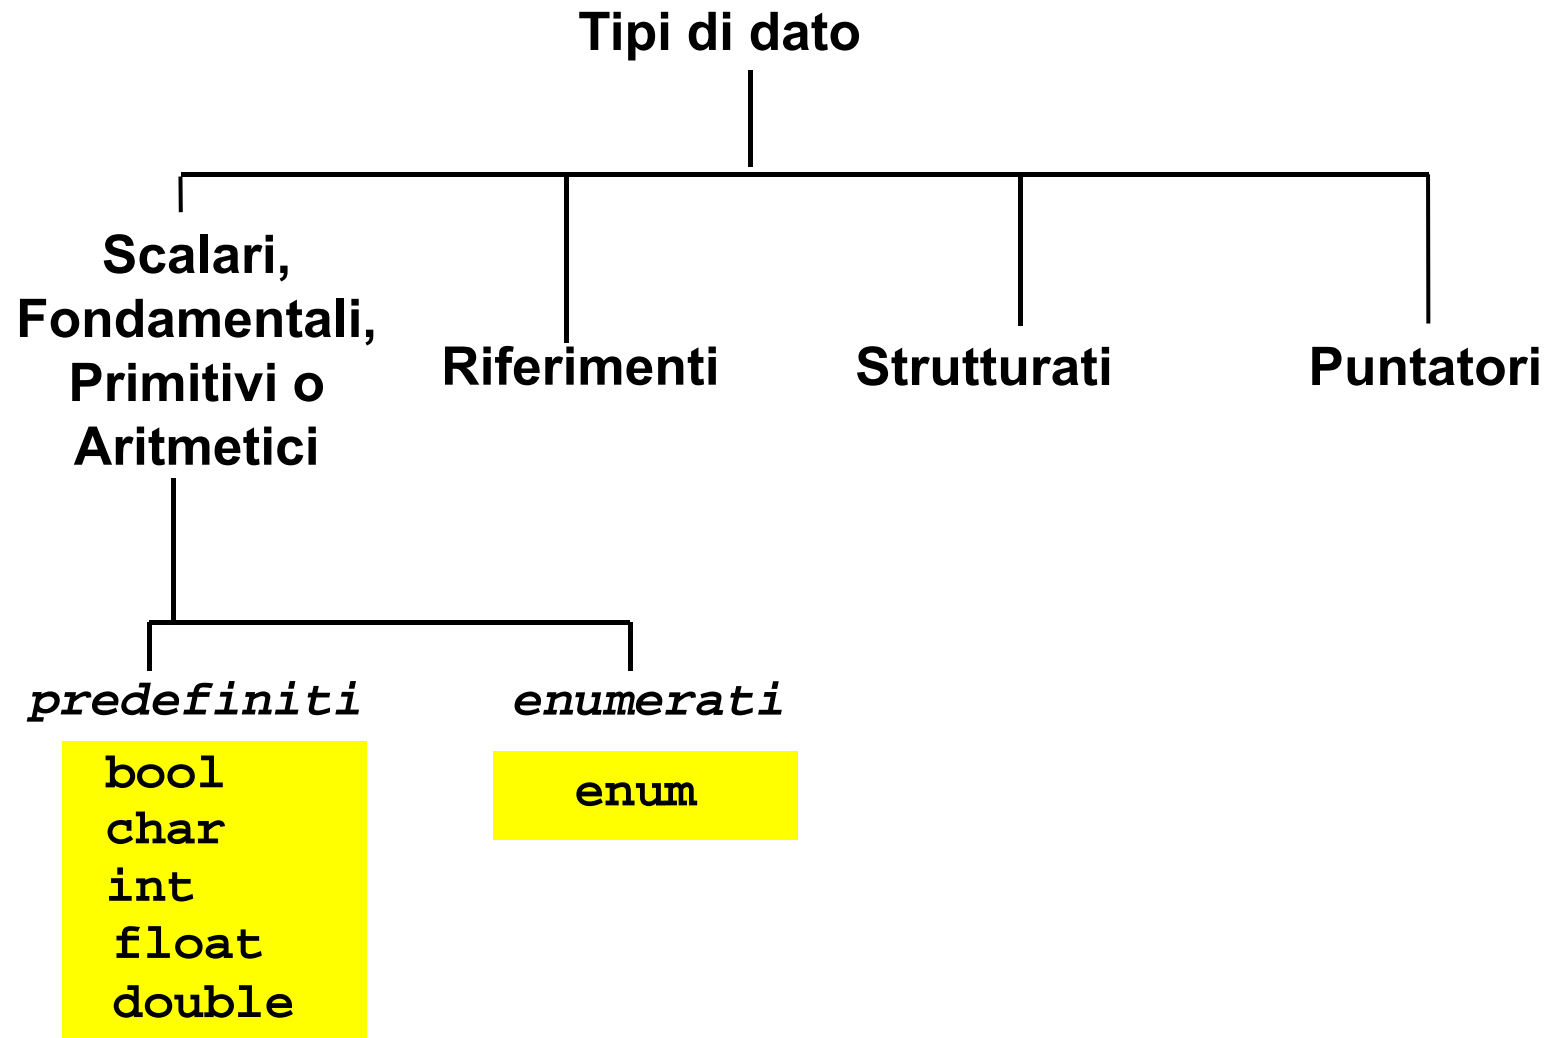 Tipi di dato
Scalari,
Fondamentali,
Primitivi o
Aritmetici
Riferimenti
Strutturati
Puntatori
predefiniti
enumerati
bool
char
int
float
double
enum